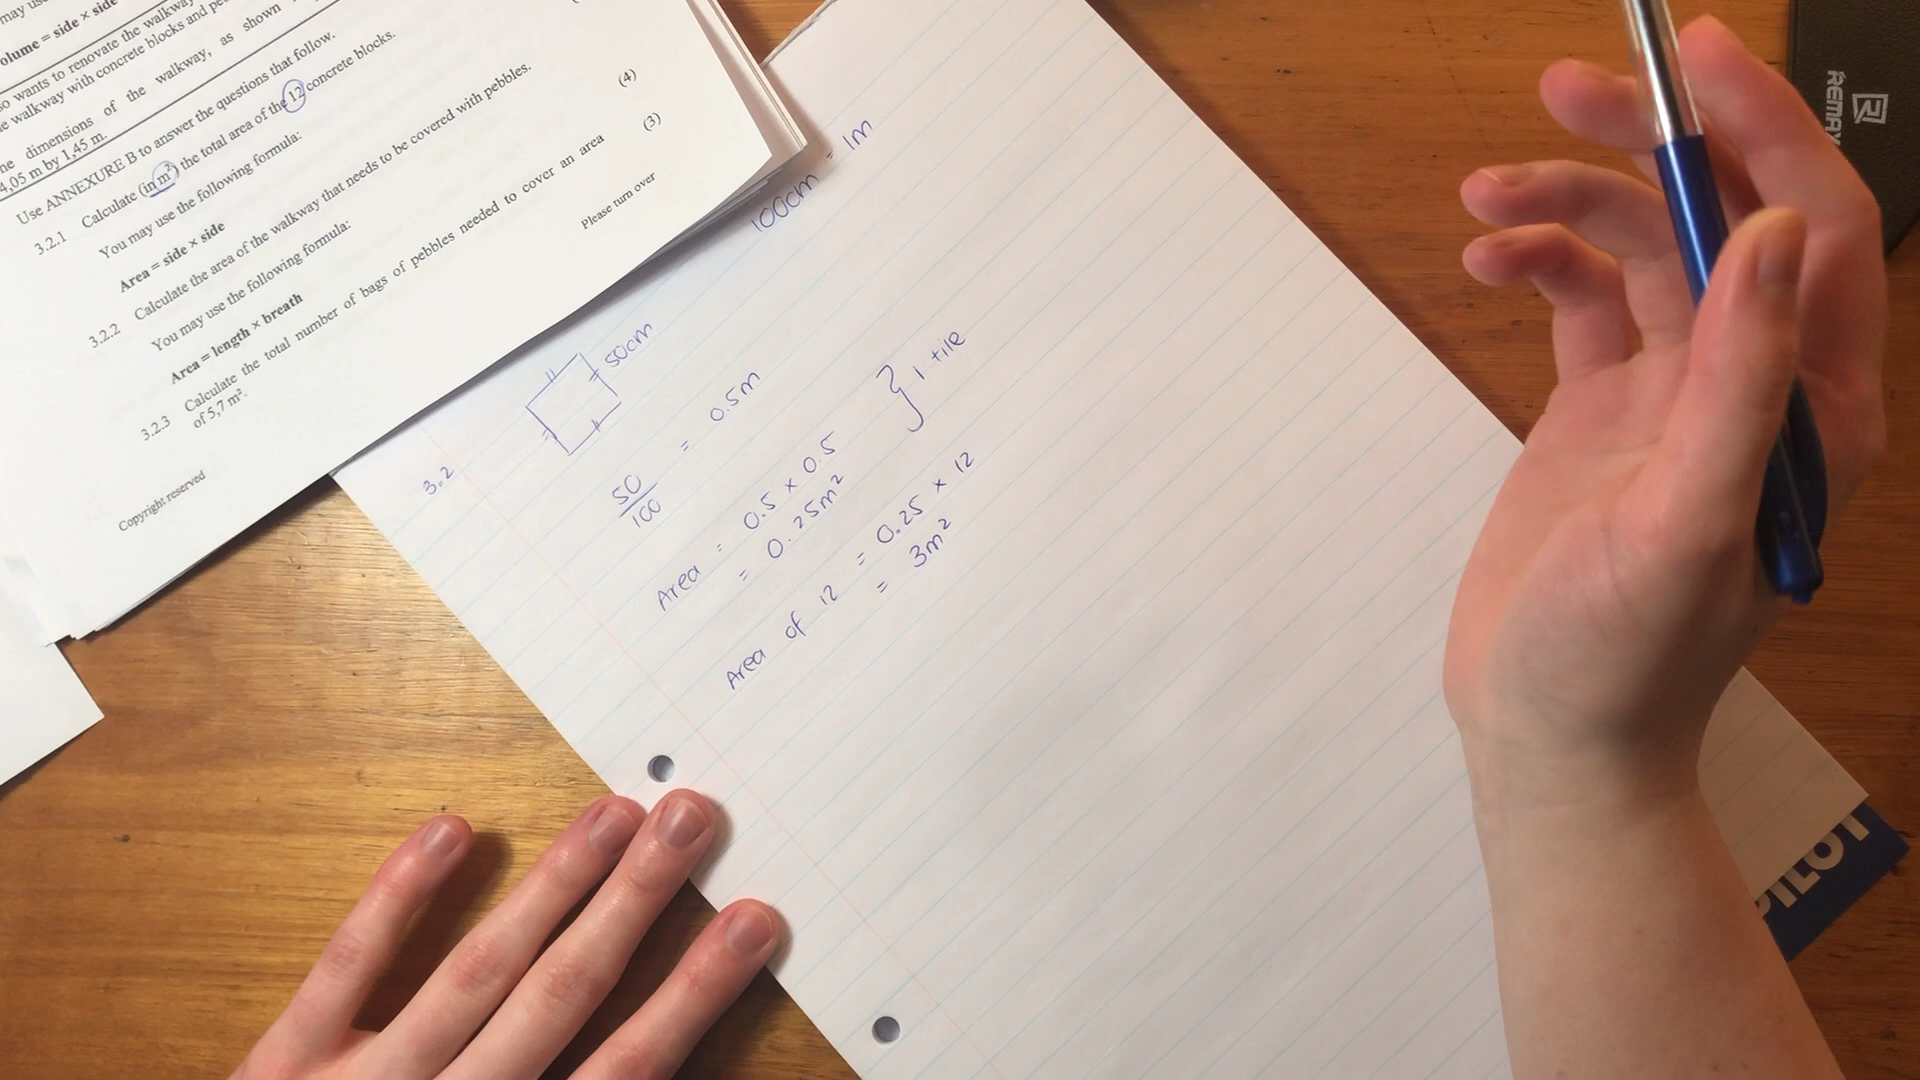 may use
olume = side × side
so wants to renovate the walkway
e walkway with concrete blocks and pe
he dimensions of the walkway, as shown
4,05 m by 1,45 m.
Use ANNEXURE B to answer the questions that follow.
3.2.1 Calculate (in m²) the total area of the 12 concrete blocks.
You may use the following formula:
Area = side × side
(4)
3.2.2 Calculate the area of the walkway that needs to be covered with pebbles.
You may use the following formula:
Area = length × breath
(3)
3.2.3 Calculate the total number of bags of pebbles needed to cover an area
of 5,7 m².
Copyright reserved
Please turn over
100cm = 1m
3.2
50cm
50/100 = 0.5m
Area = 0.5 × 0.5
= 0.25m²
} 1 tile
Area of 12 = 0.25 × 12
= 3m²
REMAX
PILOT